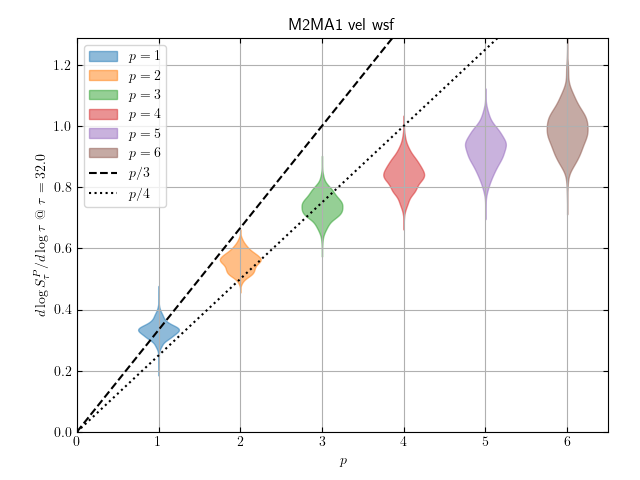 M2MA1 vel wsf
d log S_τ^P / d log τ @ τ = 32.0
1.2
1.0
0.8
0.6
0.4
0.2
0.0
p = 1
p = 2
p = 3
p = 4
p = 5
p = 6
p/3
p/4
0 1 2 3 4 5 6
p